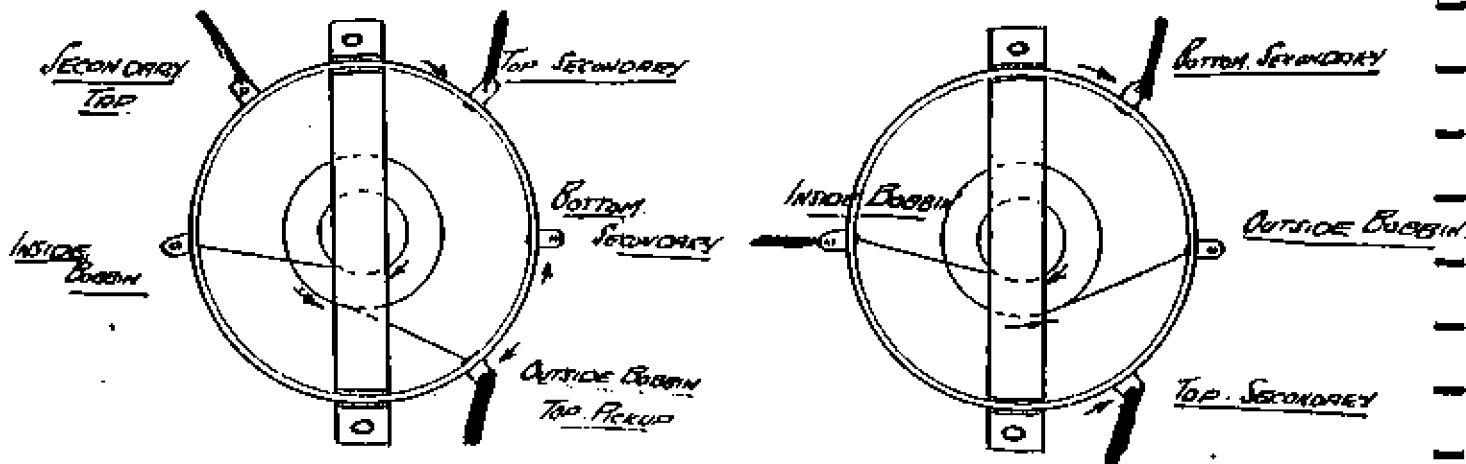 SECONDARY
TAP
TOP SECONDARY
BOTTOM
SECONDARY
INSIDE
BOBBIN
OUTSIDE BOBBIN
TOP. PICKUP
BOTTOM. SECONDARY
INSIDE BOBBIN
OUTSIDE BOBBIN.
TOP. SECONDARY